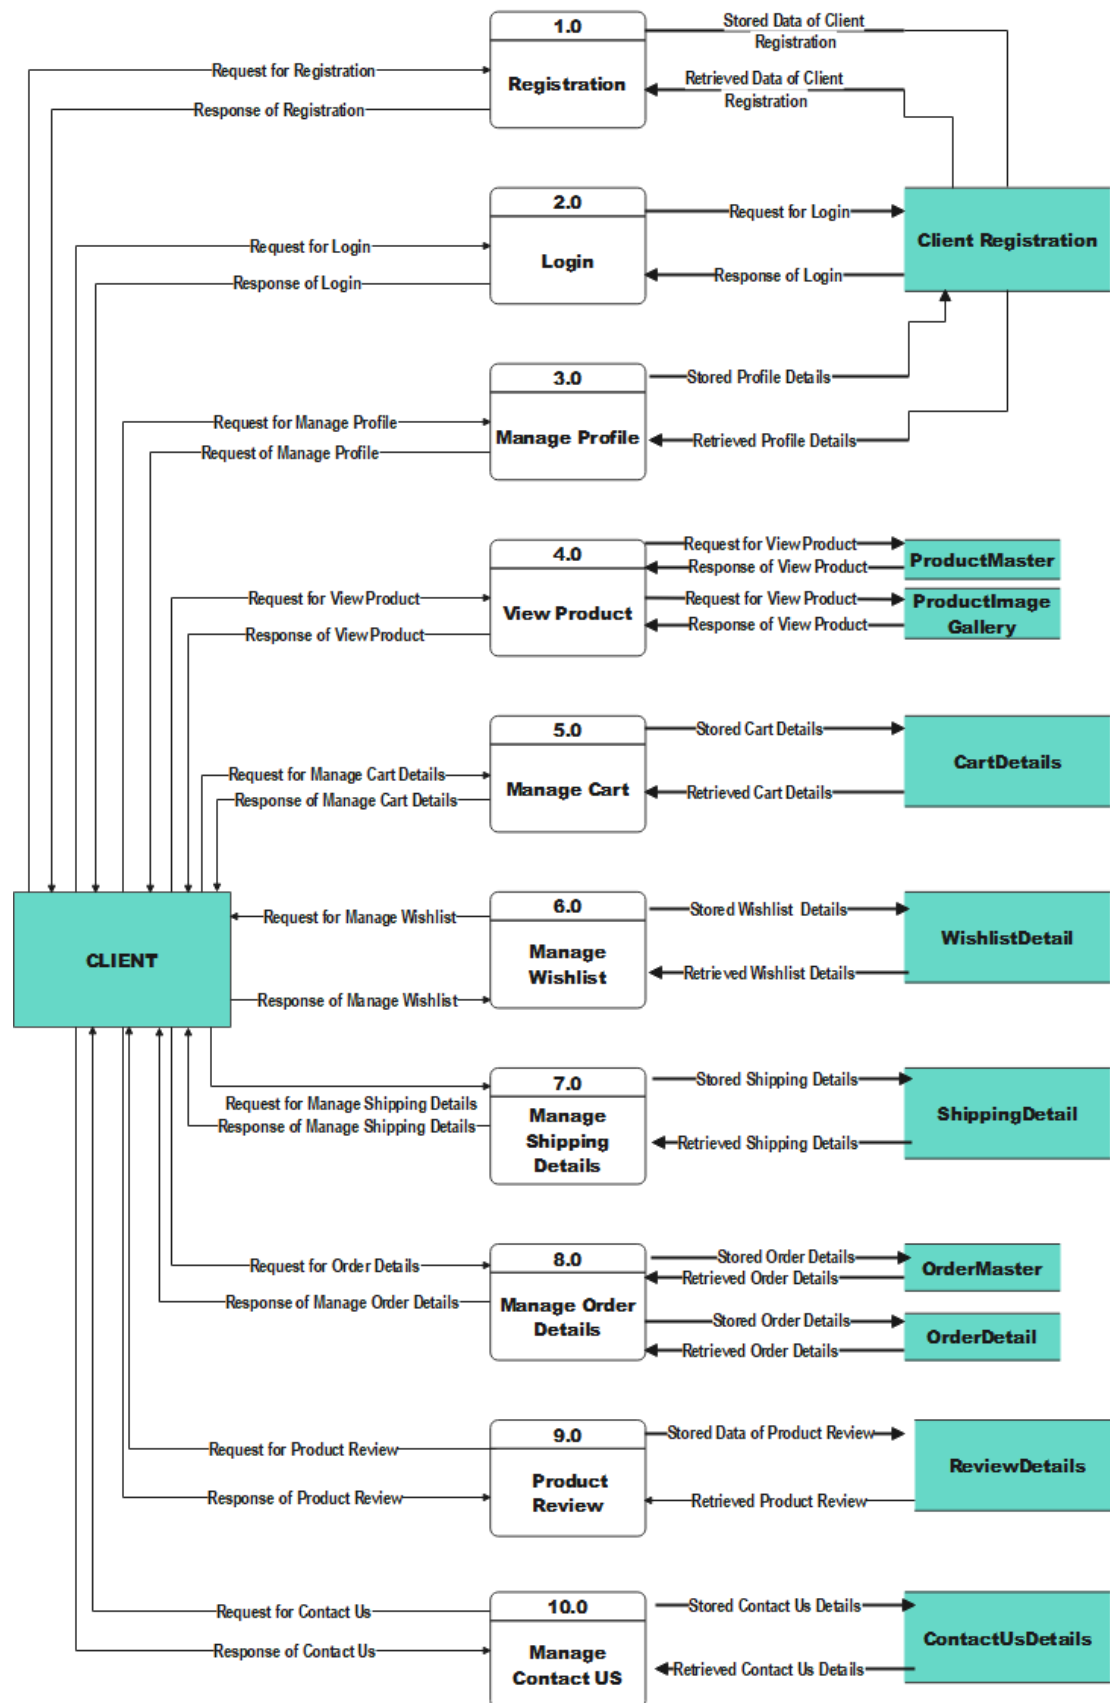 1.0
Stored Data of Client
Registration
Request for Registration
Registration
Retrieved Data of Client
Registration
Response of Registration
2.0
Request for Login
Client Registration
Request for Login
Login
Response of Login
Response of Login
3.0
Stored Profile Details
Request for Manage Profile
Manage Profile
Retrieved Profile Details
Request of Manage Profile
4.0
Request for View Product
ProductMaster
Response of View Product
Request for View Product
View Product
Request for View Product
ProductImage
Gallery
Response of View Product
Response of View Product
5.0
Stored Cart Details
CartDetails
Request for Manage Cart Details
Manage Cart
Retrieved Cart Details
Response of Manage Cart Details
Request for Manage Wishlist
6.0
Stored Wishlist Details
WishlistDetail
CLIENT
Manage
Wishlist
Retrieved Wishlist Details
Response of Manage Wishlist
7.0
Stored Shipping Details
ShippingDetail
Request for Manage Shipping Details
Response of Manage Shipping Details
Manage
Shipping
Details
Retrieved Shipping Details
8.0
Stored Order Details
OrderMaster
Request for Order Details
Retrieved Order Details
Response of Manage Order Details
Manage Order
Details
Stored Order Details
OrderDetail
Retrieved Order Details
9.0
Stored Data of Product Review
ReviewDetails
Request for Product Review
Product
Review
Response of Product Review
Retrieved Product Review
10.0
Stored Contact Us Details
ContactUsDetails
Request for Contact Us
Manage
Contact US
Response of Contact Us
Retrieved Contact Us Details